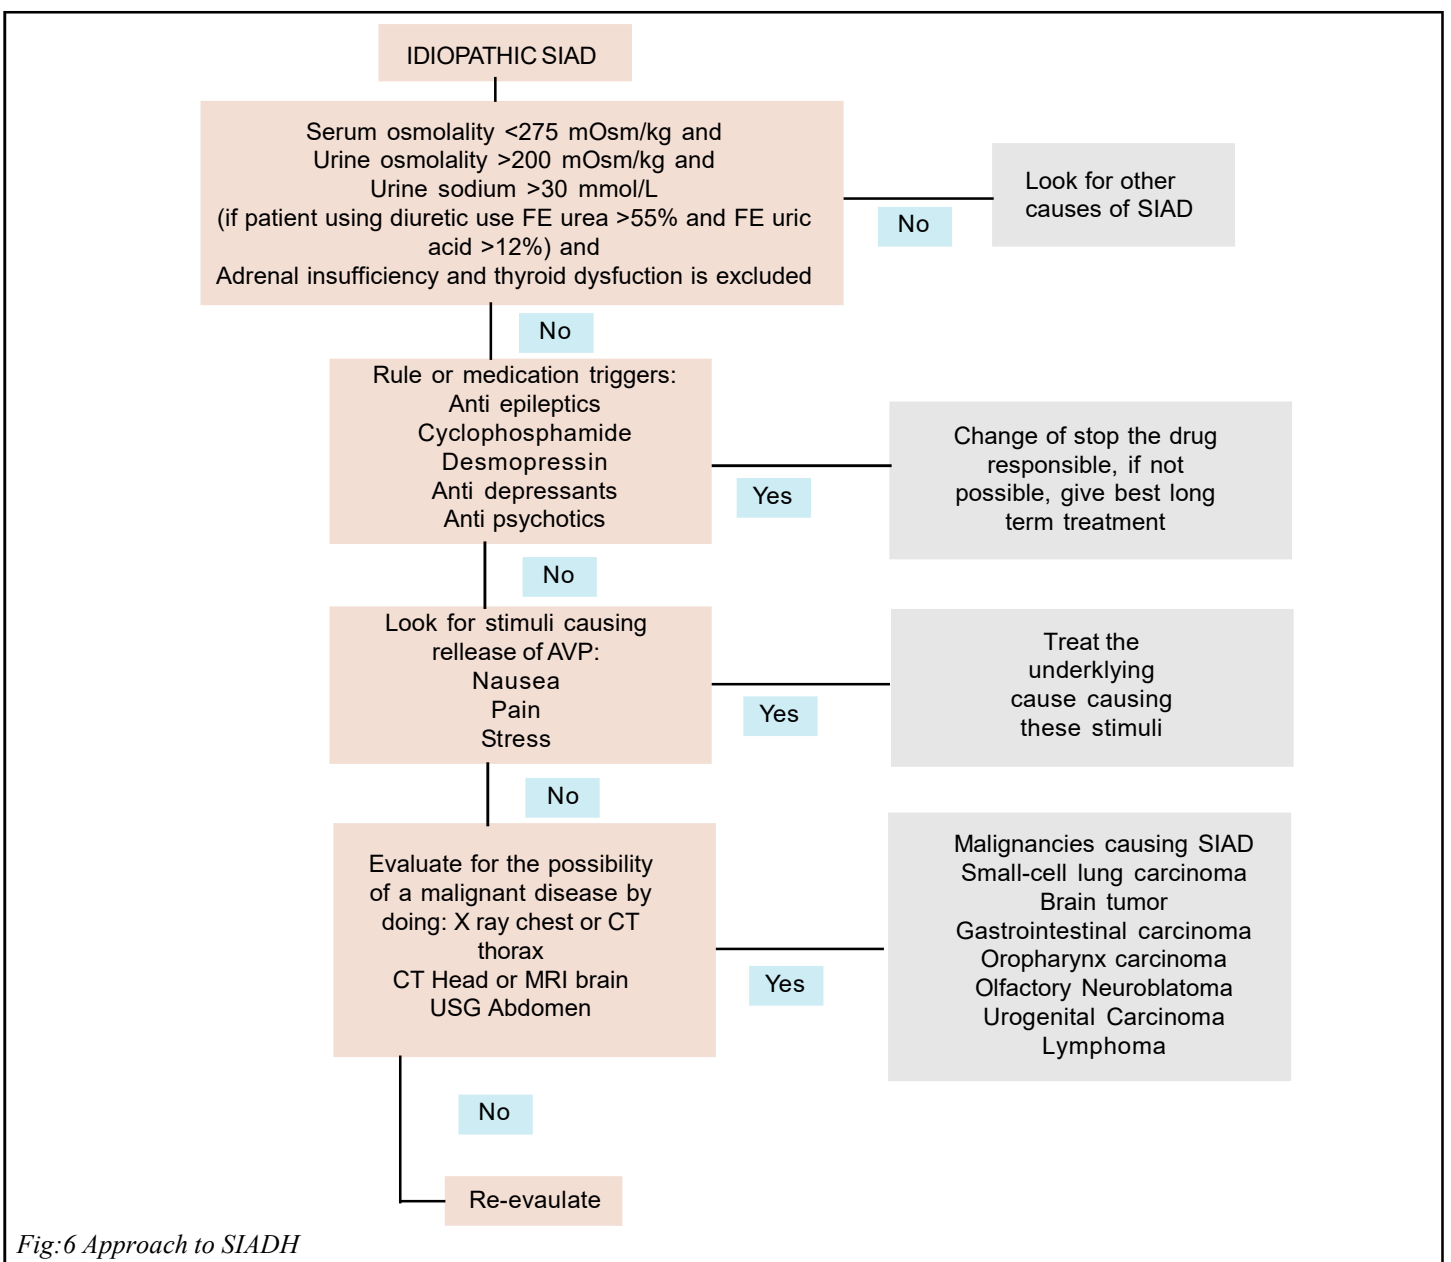 IDIOPATHIC SIAD
Serum osmolality <275 mOsm/kg and
Urine osmolality >200 mOsm/kg and
Urine sodium >30 mmol/L
(if patient using diuretic use FE urea >55% and FE uric
acid >12%) and
Adrenal insufficiency and thyroid dysfuction is excluded
No
Look for other
causes of SIAD
No
Rule or medication triggers:
Anti epileptics
Cyclophosphamide
Desmopressin
Anti depressants
Anti psychotics
Yes
Change of stop the drug
responsible, if not
possible, give best long
term treatment
No
Look for stimuli causing
rellease of AVP:
Nausea
Pain
Stress
Yes
Treat the
underklying
cause causing
these stimuli
No
Evaluate for the possibility
of a malignant disease by
doing: X ray chest or CT
thorax
CT Head or MRI brain
USG Abdomen
Yes
Malignancies causing SIAD
Small-cell lung carcinoma
Brain tumor
Gastrointestinal carcinoma
Oropharynx carcinoma
Olfactory Neuroblatoma
Urogenital Carcinoma
Lymphoma
No
Re-evaulate
Fig:6 Approach to SIADH